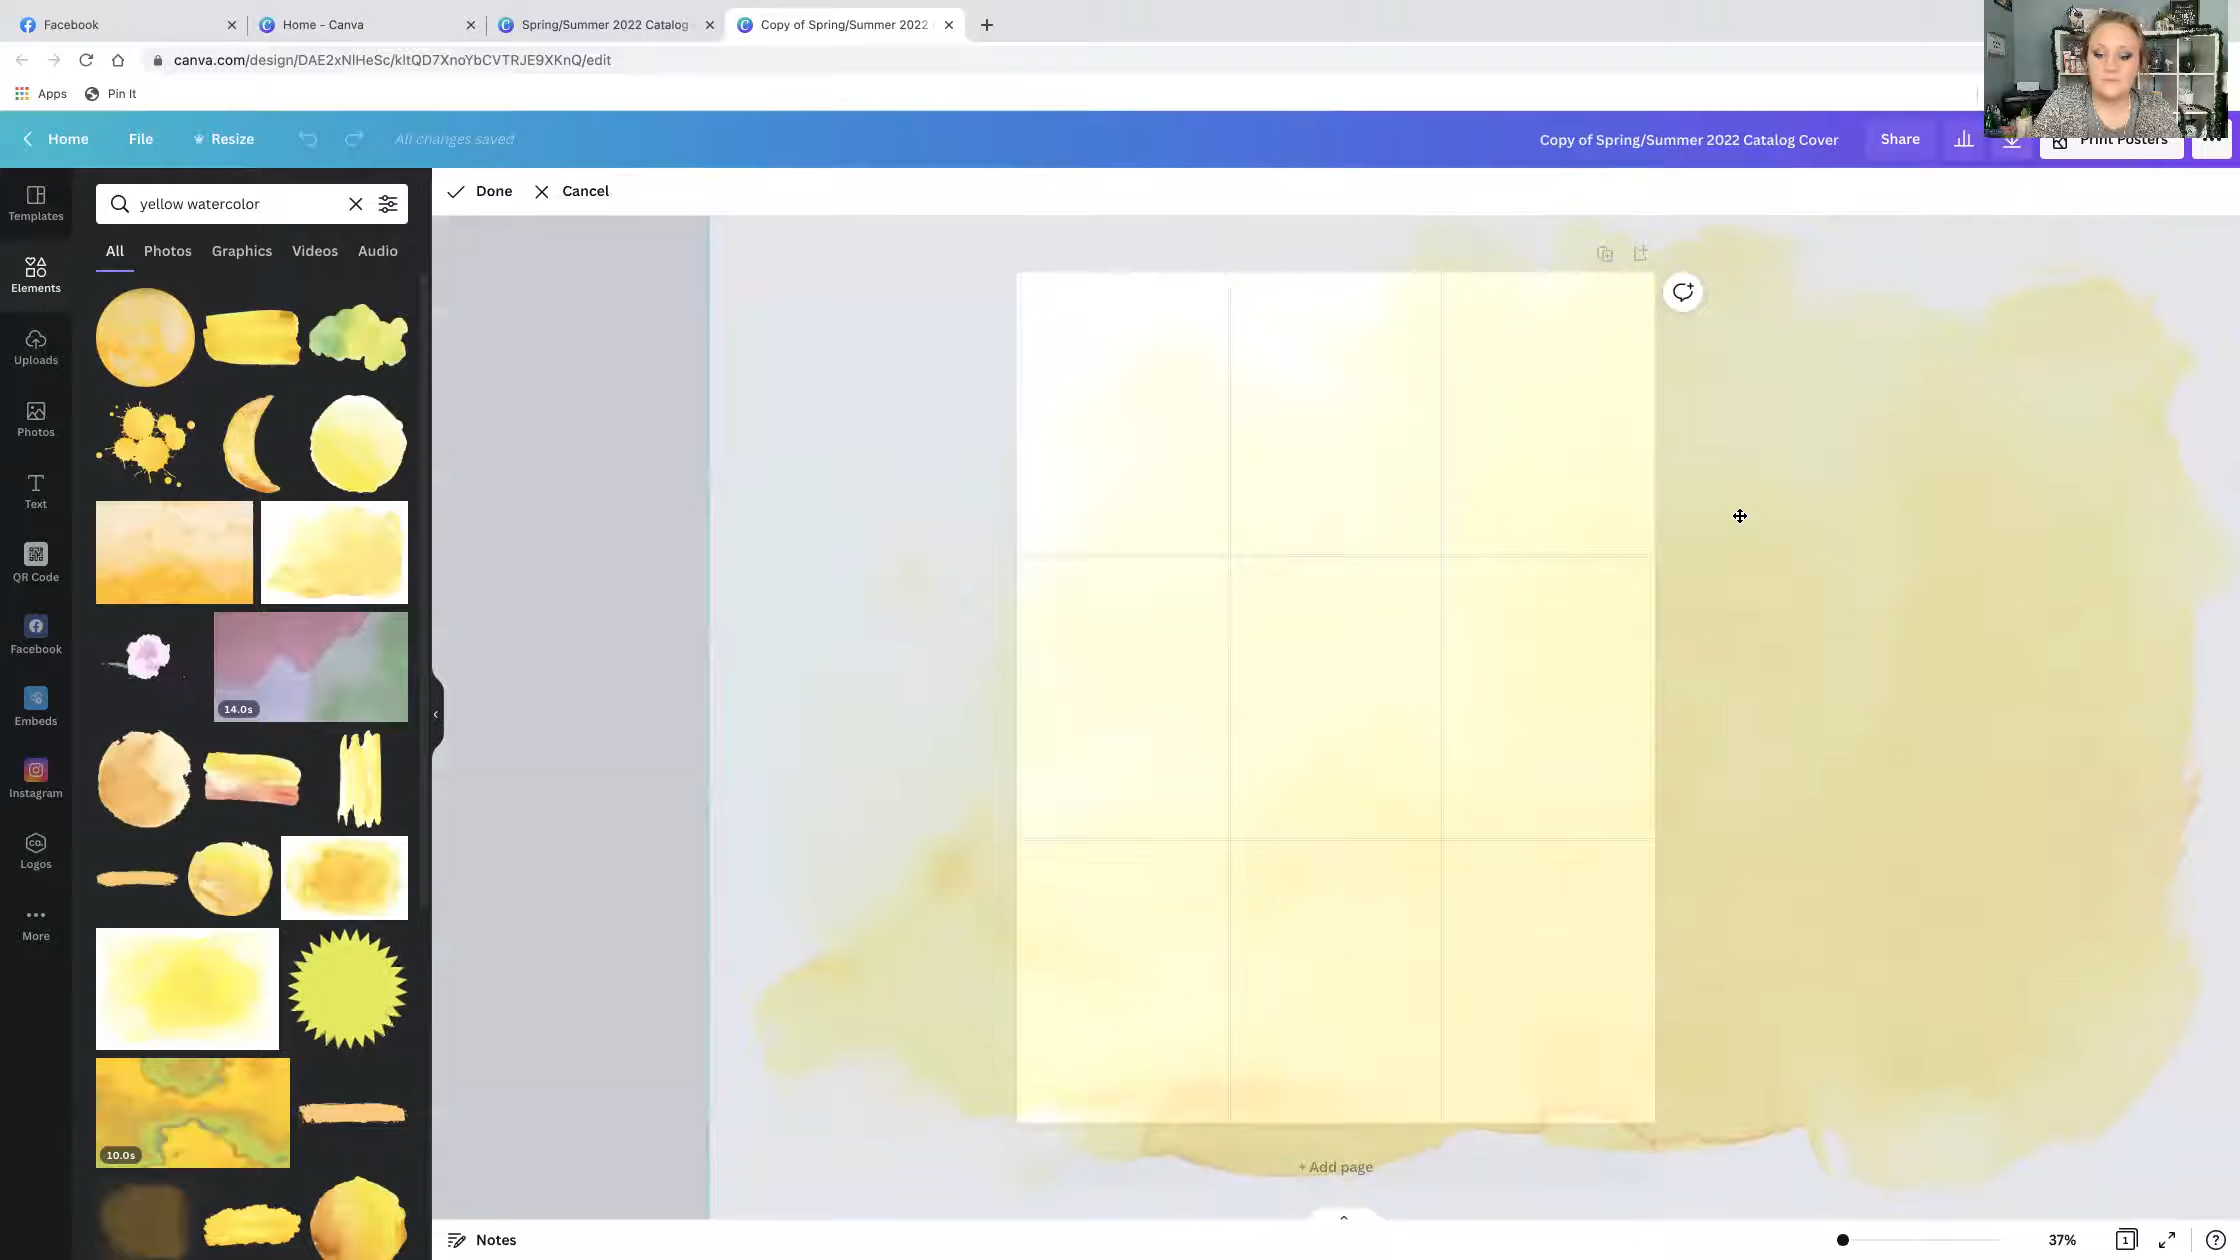 Facebook
Home – Canva
Spring/Summer 2022 Catalog
Copy of Spring/Summer 2022
canva.com/design/DAE2xNlHeSc/kltQD7XnoYbCVTRJE9XKnQ/edit
Apps
Pin It
Home
File
Resize
All changes saved
Copy of Spring/Summer 2022 Catalog Cover
Share
Print Posters
Templates
Elements
Uploads
Photos
Text
QR Code
Facebook
Embeds
Instagram
CO.
Logos
More
yellow watercolor
All
Photos
Graphics
Videos
Audio
14.0s
10.0s
Done
Cancel
+ Add page
Notes
37%
1
?